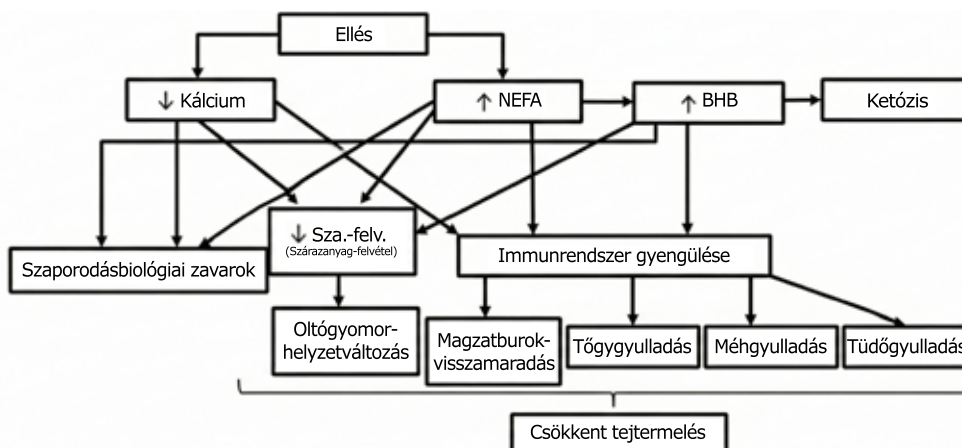 Ellés
↓ Kálcium
↑ NEFA
↑ BHB
Ketózis
↓ Sza.-felv.
(Szárazanyag-felvétel)
Szaporodásbiológiai zavarok
Immunrendszer gyengülése
Oltógyomor-
helyzetváltozás
Magzatburok-
visszamaradás
Tőgygyulladás
Méhgyulladás
Tüdőgyulladás
Csökkent tejtermelés